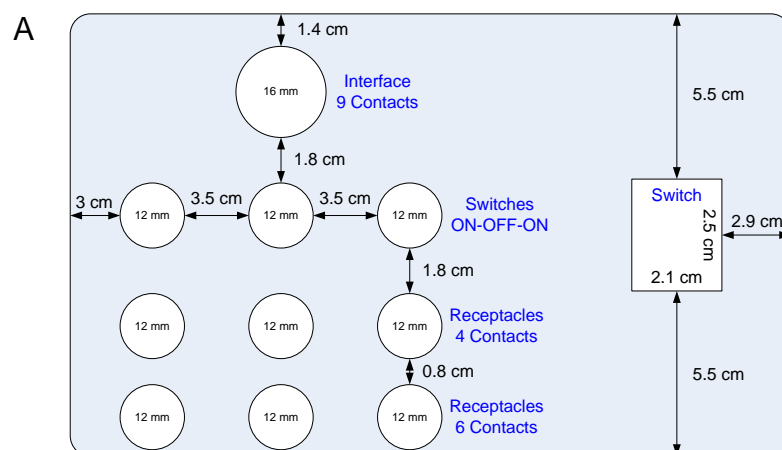 A
1.4 cm
16 mm
Interface
9 Contacts
5.5 cm
1.8 cm
3 cm
3.5 cm
3.5 cm
12 mm
12 mm
12 mm
Switches
ON-OFF-ON
Switch
2.5 cm
2.1 cm
2.9 cm
1.8 cm
12 mm
12 mm
12 mm
Receptacles
4 Contacts
0.8 cm
5.5 cm
12 mm
12 mm
12 mm
Receptacles
6 Contacts